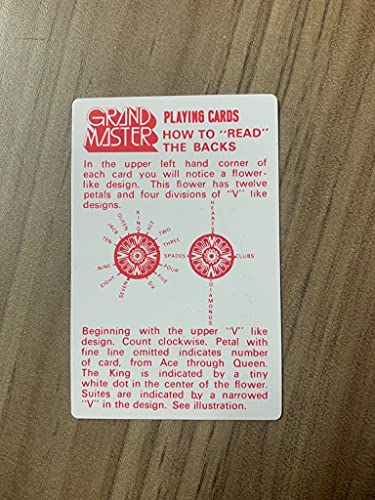 GRAND MASTER
PLAYING CARDS
HOW TO "READ"
THE BACKS
In the upper left hand corner of
each card you will notice a flower-
like design. This flower has twelve
petals and four divisions of "V" like
designs.
KING
ACE
TWO
THREE
FOUR
FIVE
SIX
SEVEN
EIGHT
NINE
TEN
JACK
QUEEN
HEARTS
SPADES
CLUBS
DIAMONDS
Beginning with the upper "V" like
design. Count clockwise. Petal with
fine line omitted indicates number
of card, from Ace through Queen.
The King is indicated by a tiny
white dot in the center of the flower.
Suites are indicated by a narrowed
"V" in the design. See illustration.